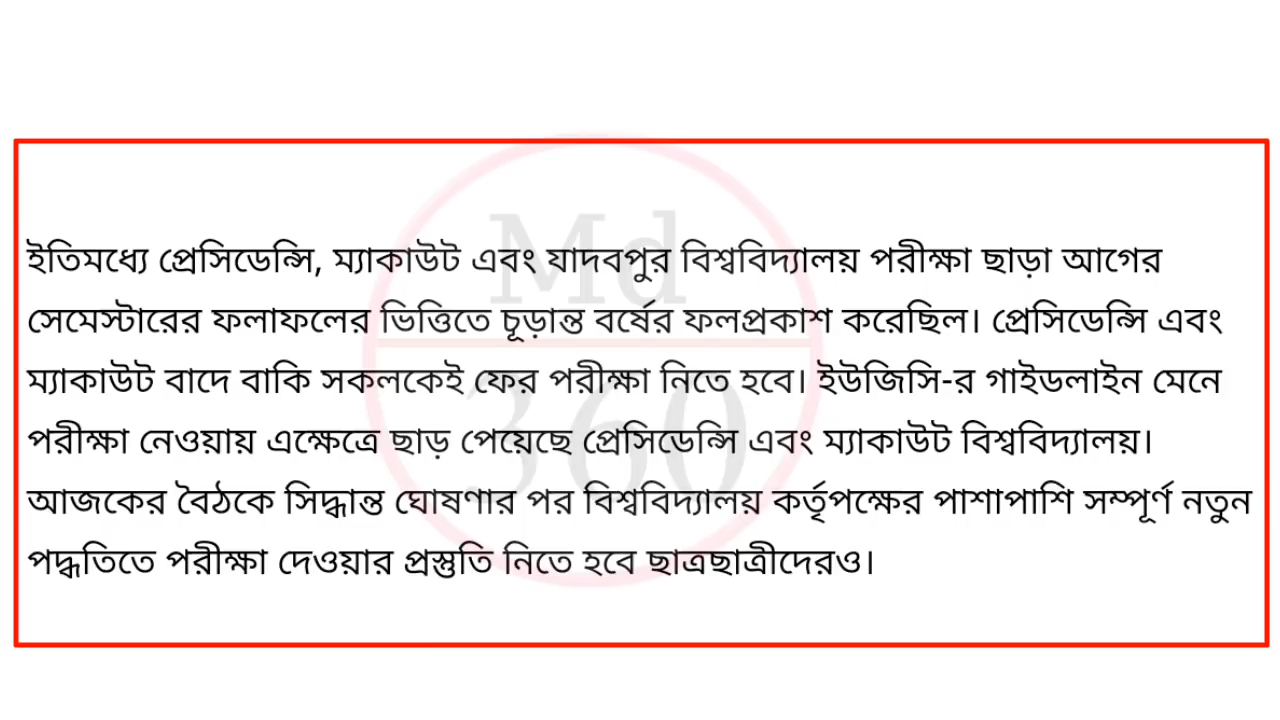 ইতিমধ্যে প্রেসিডেন্সি, ম্যাকাউট এবং যাদবপুর বিশ্ববিদ্যালয় পরীক্ষা ছাড়া আগের
সেমেস্টারের ফলাফলের ভিত্তিতে চূড়ান্ত বর্ষের ফলপ্রকাশ করেছিল। প্রেসিডেন্সি এবং
ম্যাকাউট বাদে বাকি সকলকেই ফের পরীক্ষা নিতে হবে। ইউজিসি-র গাইডলাইন মেনে
পরীক্ষা নেওয়ায় এক্ষেত্রে ছাড় পেয়েছে প্রেসিডেন্সি এবং ম্যাকাউট বিশ্ববিদ্যালয়।
আজকের বৈঠকে সিদ্ধান্ত ঘোষণার পর বিশ্ববিদ্যালয় কর্তৃপক্ষের পাশাপাশি সম্পূর্ণ নতুন
পদ্ধতিতে পরীক্ষা দেওয়ার প্রস্তুতি নিতে হবে ছাত্রছাত্রীদেরও।
Md
360